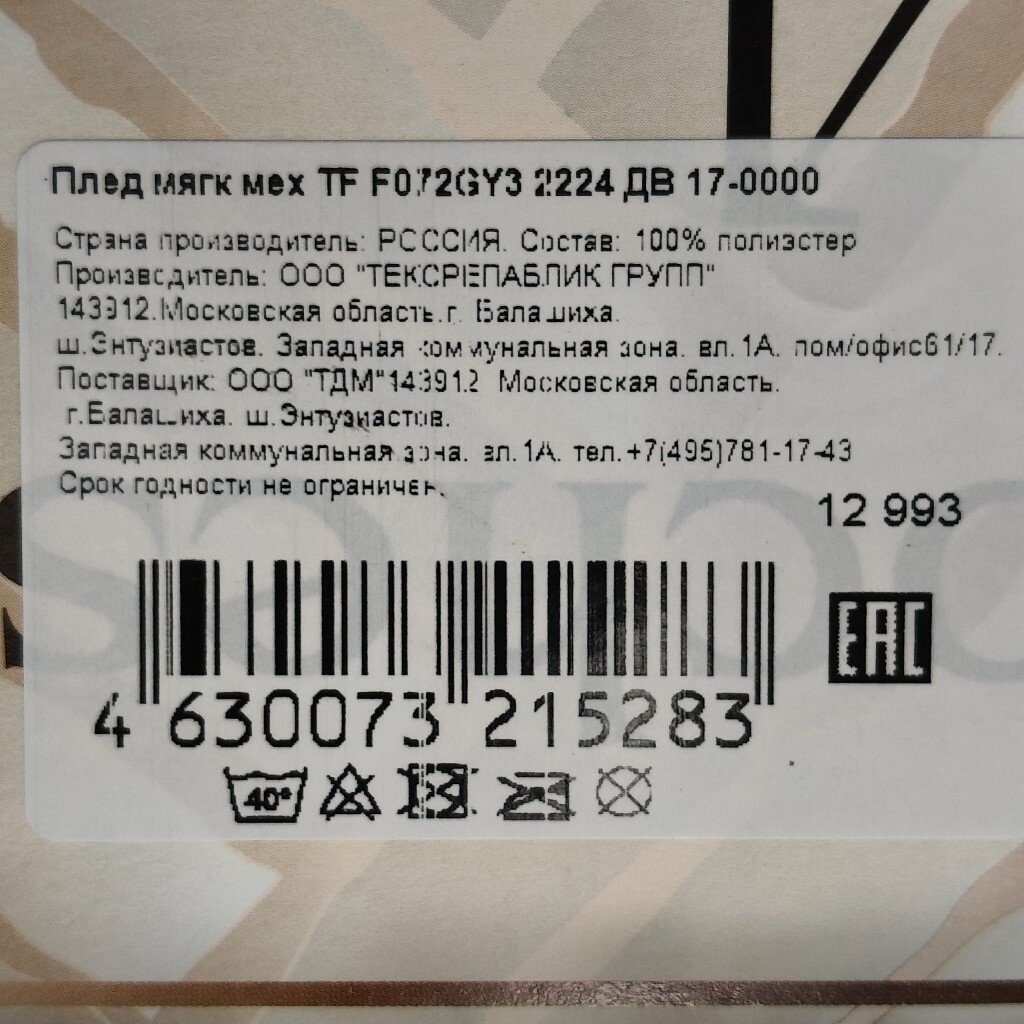 Плед мягк мех TF F072GY3 2224 ДВ 17-0000
Страна производитель: РОССИЯ. Состав: 100% полиэстер
Производитель: ООО "ТЕКСРЕПАБЛИК ГРУПП"
143912.Московская область.г. Балашиха.
ш.Энтузиастов. Западная коммунальная зона. вл.1А. пом/офис61/17.
Поставщик: ООО "ТДМ"143912 Московская область.
г.Балашиха. ш.Энтузиастов.
Западная коммунальная зона. вл.1А. тел.+7(495)781-17-43
Срок годности не ограничен.
12 993
EAC
4 630073 215283
40°